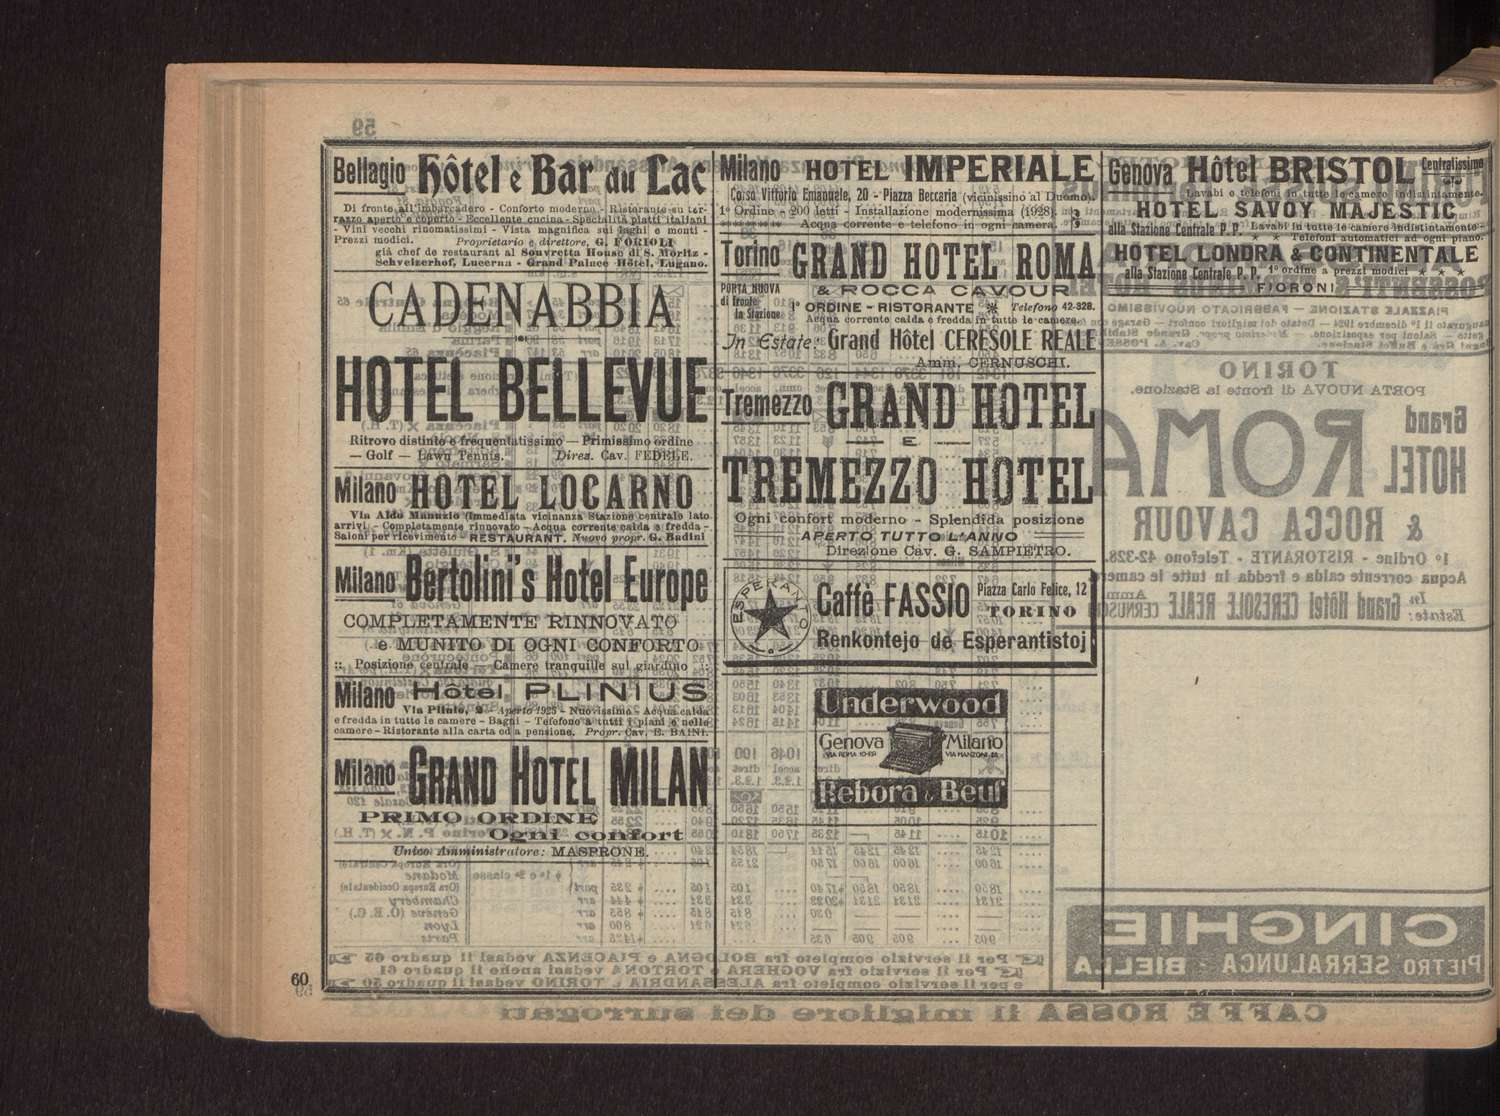 Bellagio Hôtel e Bar du Lac
Di fronte all'imbarcadero - Conforto moderno - Ristorante su ter-
razzo aperto e coperto - Eccellente cucina - Specialità piatti italiani
- Vini vecchi rinomatissimi - Vista magnifica sui laghi e monti -
Prezzi modici. Proprietario e direttore, G. FORIOLI
già chef de restaurant al Souvretta House di S. Moritz -
Schveizerhof, Lucerna - Grand Palace Hôtel, Lugano.
CADENABBIA
HOTEL BELLEVUE
Ritrovo distinto e frequentatissimo — Primissimo ordine
— Golf — Lawn Tennis. Direz. Cav. FEDELE.
Milano HOTEL LOCARNO
Via Aldo Manuzio (Immediata vicinanza Stazione centrale lato
arrivi - Completamente rinnovato - Acqua corrente calda e fredda -
Saloni per ricevimento - RESTAURANT. Nuovo propr. G. Badini
Milano Bertolini's Hotel Europe
COMPLETAMENTE RINNOVATO
e MUNITO DI OGNI CONFORTO
:: Posizione centrale — Camere tranquille sul giardino ::
Milano Hôtel PLINIUS
Via Plinio, 2 - Aperto 1925 - Nuovissimo - Acqua calda
e fredda in tutte le camere - Bagni - Telefono a tutti i piani e nelle
camere - Ristorante alla carta ed a pensione. Propr. Cav. E. BAINI.
Milano GRAND HOTEL MILAN
PRIMO ORDINE
Ogni confort
Unico Amministratore: MASPRONE.
60
Milano HOTEL IMPERIALE
Corso Vittorio Emanuele, 20 - Piazza Beccaria (vicinissimo al Duomo).
1° Ordine - 200 letti - Installazione modernissima (1928).
Acqua corrente e telefono in ogni camera.
Torino GRAND HOTEL ROMA
PORTA NUOVA
di fronte
la Stazione
& ROCCA CAVOUR
1° ORDINE - RISTORANTE Telefono 42-328.
Acqua corrente calda e fredda in tutte le camere.
In Estate: Grand Hôtel CERESOLE REALE
Amm. CERNUSCHI.
Tremezzo GRAND HOTEL
— E —
TREMEZZO HOTEL
Ogni confort moderno - Splendida posizione
APERTO TUTTO L'ANNO
Direzione Cav. G. SAMPIETRO.
ESPERANTO
Caffè FASSIO Piazza Carlo Felice, 12
TORINO
Renkontejo de Esperantistoj
Underwood
Genova Milano
VIA ROMA 10-ER VIA MANZONI
Rebora & Beuf
Genova Hôtel BRISTOL Centralissimo
Lavabi e telefoni in tutte le camere indistintamente.
HOTEL SAVOY MAJESTIC
alla Stazione Centrale P. P. Lavabi in tutte le camere indistintamente -
Telefoni automatici ad ogni piano.
HOTEL LONDRA & CONTINENTALE
alla Stazione Centrale P. P. 1° ordine a prezzi modici
FIORONI